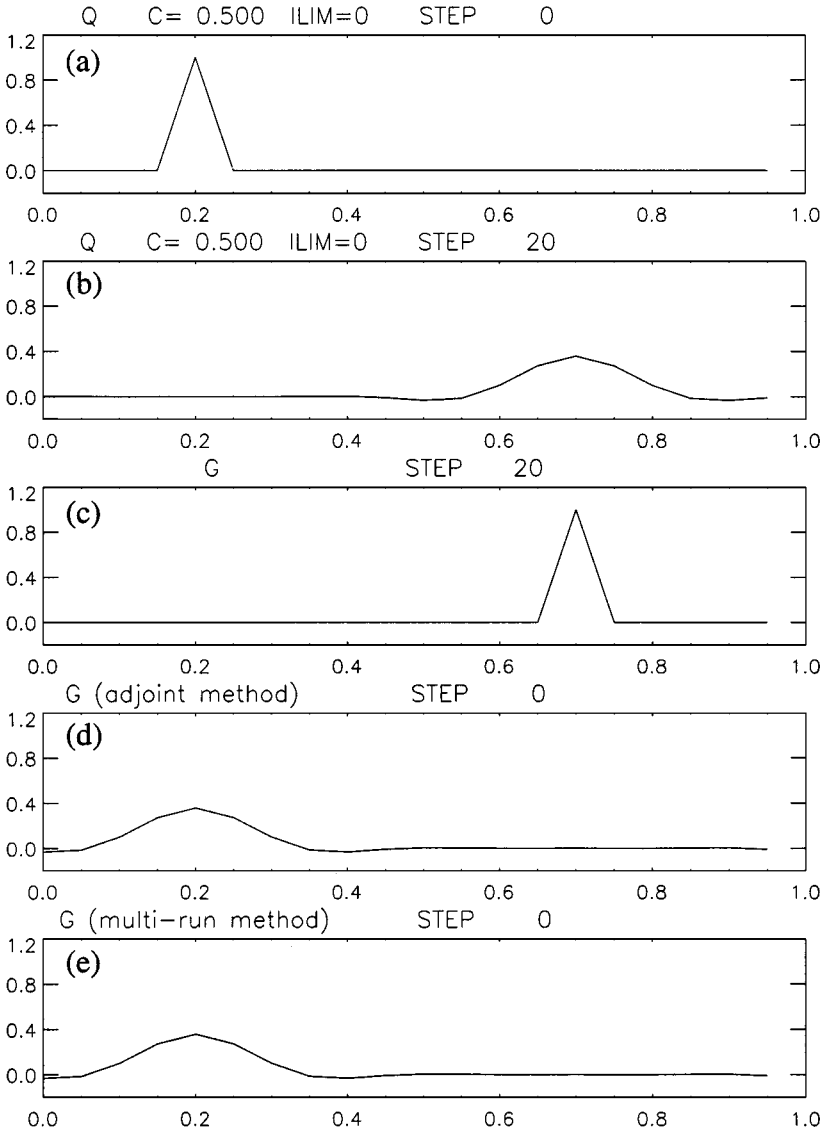 Q C= 0.500 ILIM=0 STEP 0
(a)
1.2
0.8
0.4
0.0
0.0 0.2 0.4 0.6 0.8 1.0
Q C= 0.500 ILIM=0 STEP 20
(b)
1.2
0.8
0.4
0.0
0.0 0.2 0.4 0.6 0.8 1.0
G STEP 20
(c)
1.2
0.8
0.4
0.0
0.0 0.2 0.4 0.6 0.8 1.0
G (adjoint method) STEP 0
(d)
1.2
0.8
0.4
0.0
0.0 0.2 0.4 0.6 0.8 1.0
G (multi-run method) STEP 0
(e)
1.2
0.8
0.4
0.0
0.0 0.2 0.4 0.6 0.8 1.0